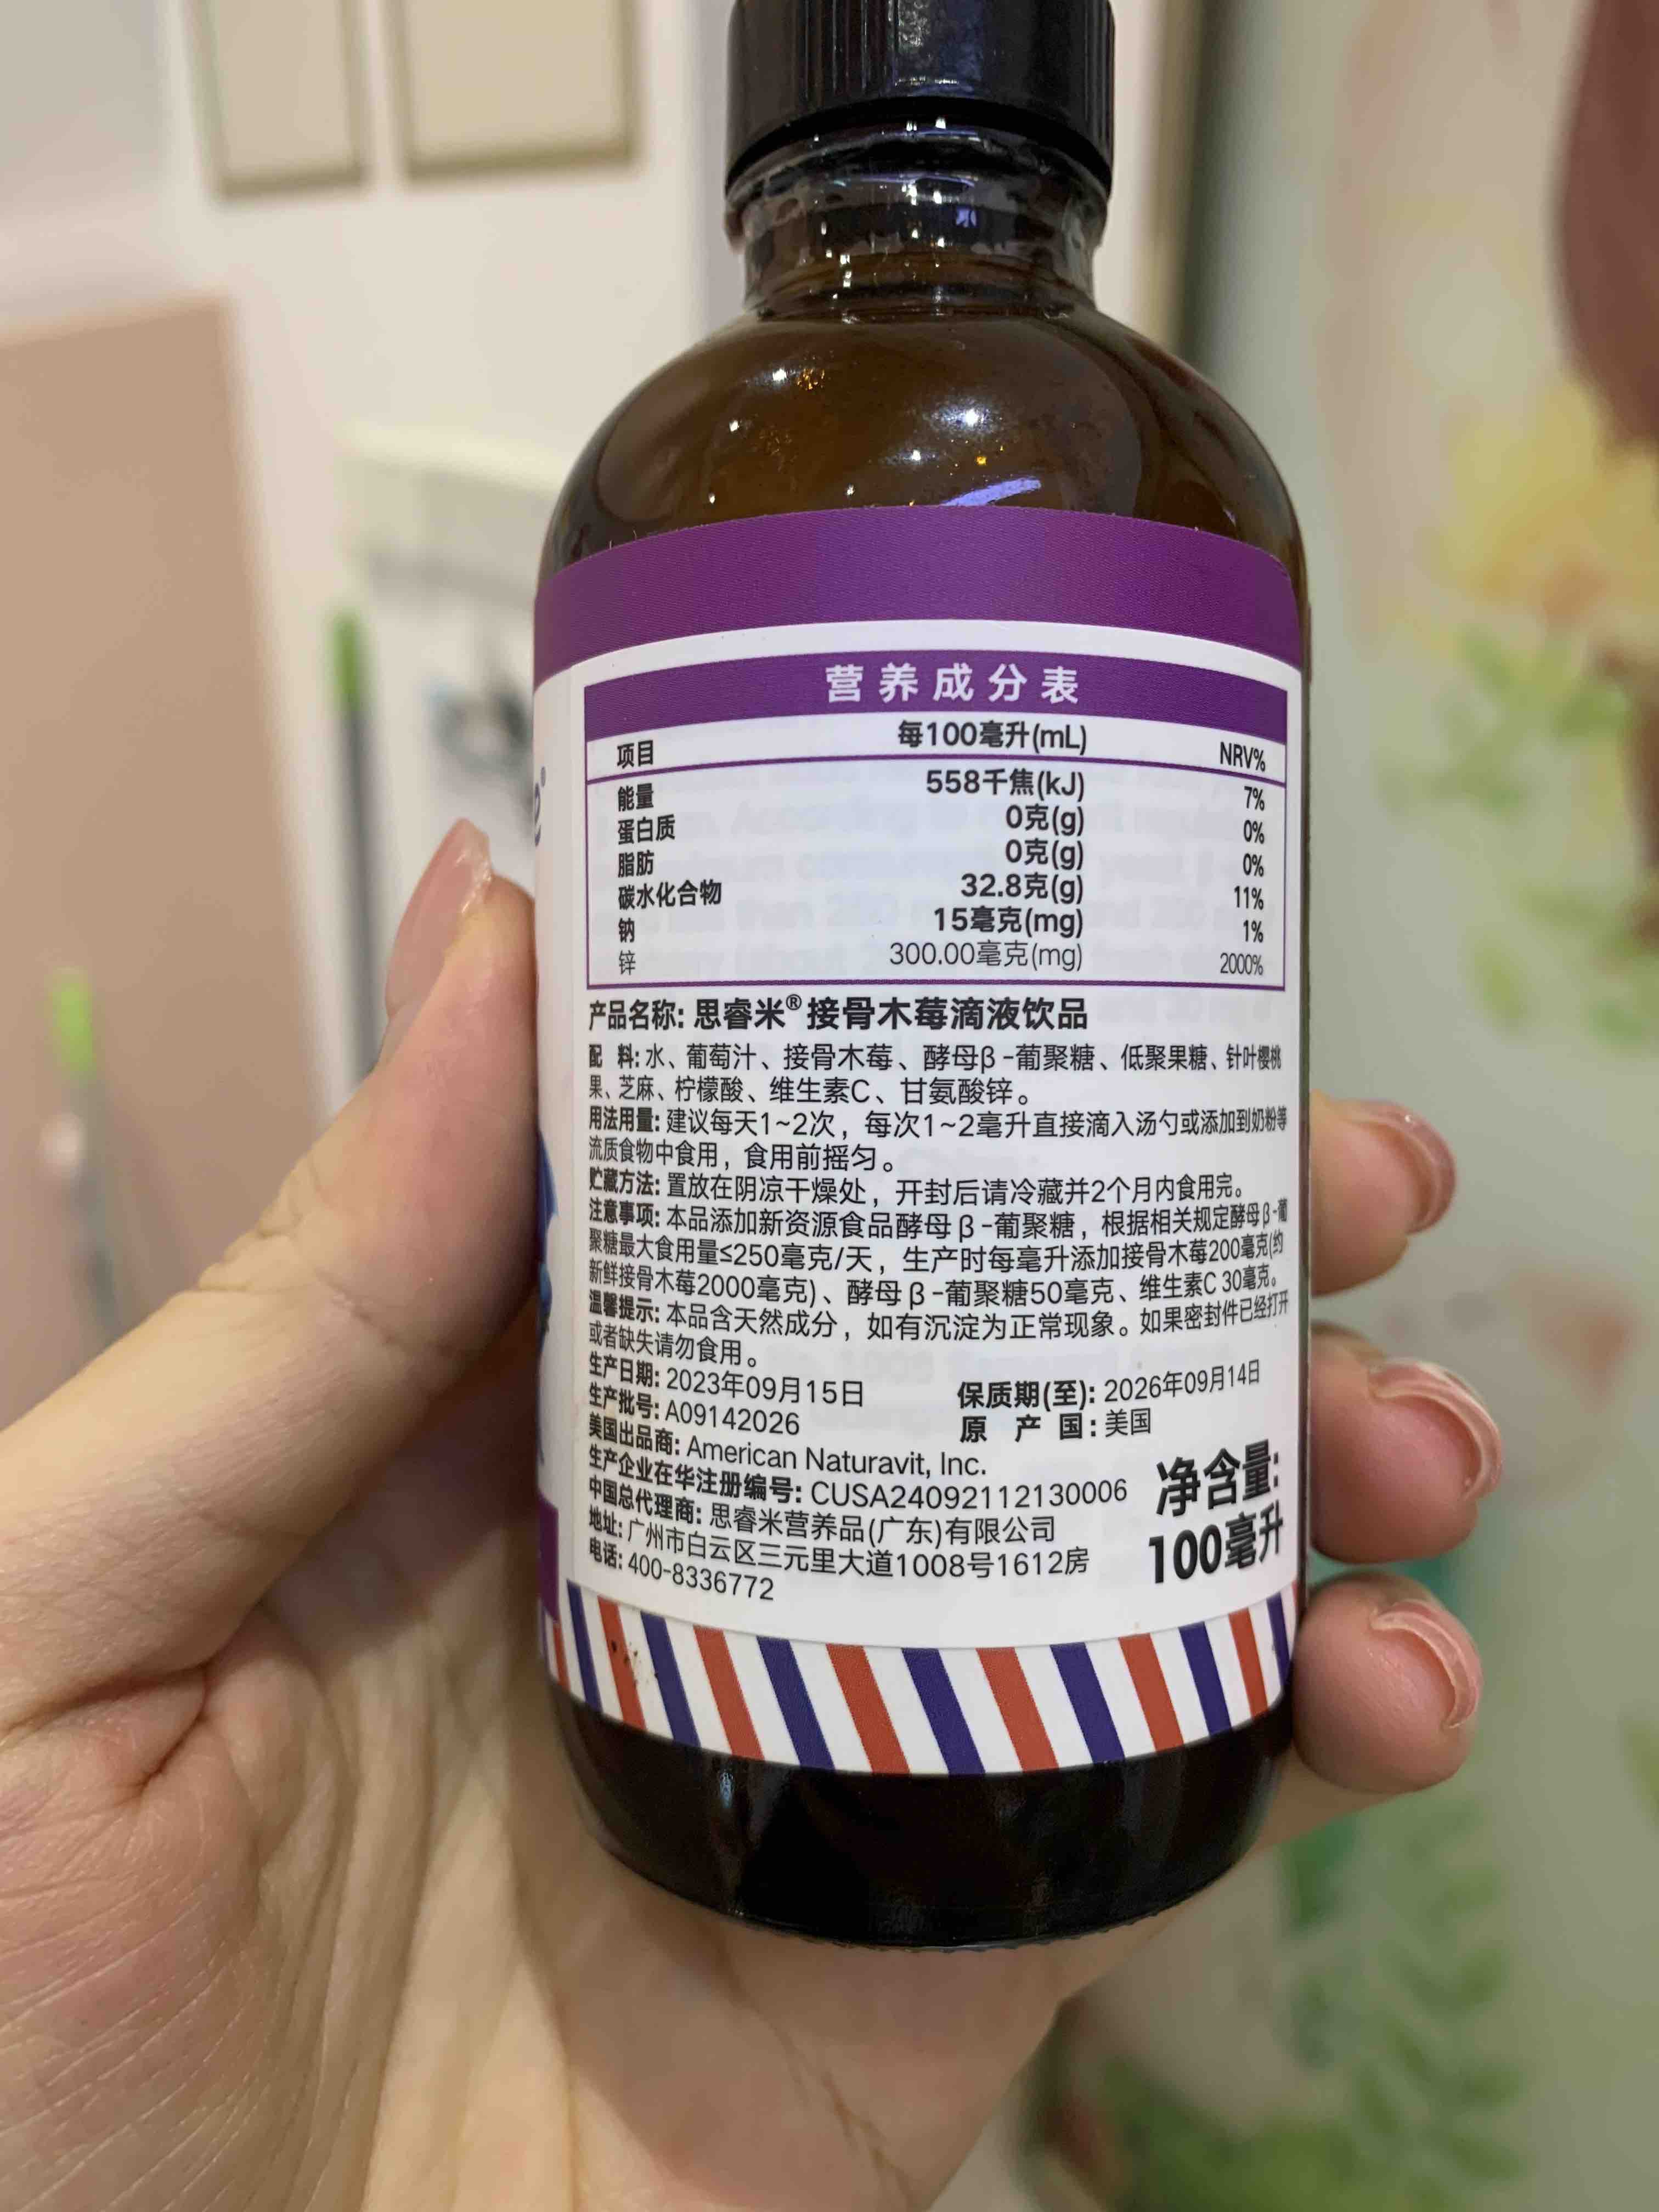 e®
营养成分表
项目 每100毫升(mL) NRV%
能量 558千焦(kJ) 7%
蛋白质 0克(g) 0%
脂肪 0克(g) 0%
碳水化合物 32.8克(g) 11%
钠 15毫克(mg) 1%
锌 300.00毫克(mg) 2000%
产品名称: 思睿米®接骨木莓滴液饮品
配 料: 水、葡萄汁、接骨木莓、酵母β-葡聚糖、低聚果糖、针叶樱桃
果、芝麻、柠檬酸、维生素C、甘氨酸锌。
用法用量: 建议每天1~2次，每次1~2毫升直接滴入汤勺或添加到奶粉等
流质食物中食用，食用前摇匀。
贮藏方法: 置放在阴凉干燥处，开封后请冷藏并2个月内食用完。
注意事项: 本品添加新资源食品酵母β-葡聚糖，根据相关规定酵母β-葡
聚糖最大食用量≤250毫克/天，生产时每毫升添加接骨木莓200毫克(约
新鲜接骨木莓2000毫克)、酵母β-葡聚糖50毫克、维生素C 30毫克。
温馨提示: 本品含天然成分，如有沉淀为正常现象。如果密封件已经打开
或者缺失请勿食用。
生产日期: 2023年09月15日 保质期(至): 2026年09月14日
生产批号: A09142026 原 产 国: 美国
美国出品商: American Naturavit, Inc.
生产企业在华注册编号: CUSA24092112130006
中国总代理商: 思睿米营养品(广东)有限公司
地址: 广州市白云区三元里大道1008号1612房
电话: 400-8336772
净含量:
100毫升